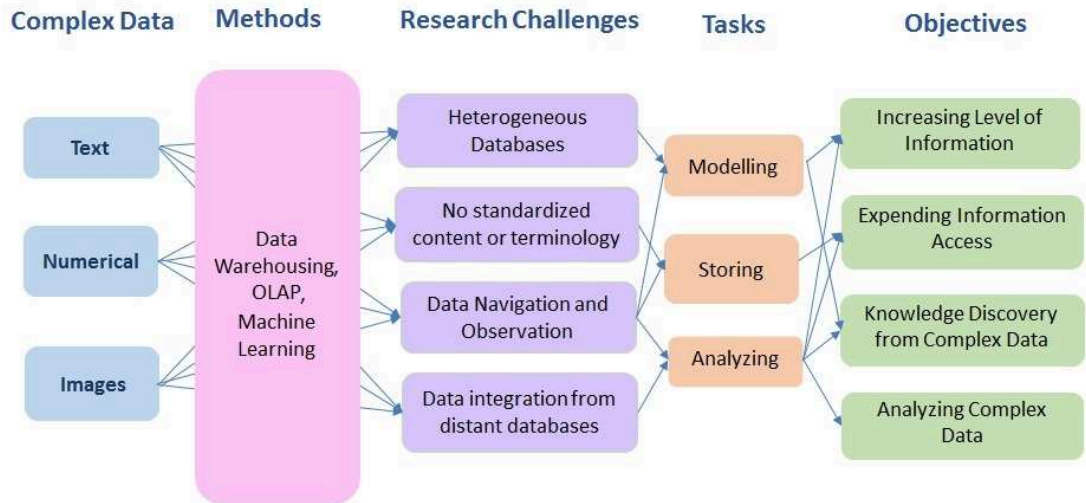 Complex Data
Methods
Research Challenges
Tasks
Objectives
Text
Numerical
Images
Data
Warehousing,
OLAP,
Machine
Learning
Heterogeneous
Databases
No standardized
content or terminology
Data Navigation and
Observation
Data integration from
distant databases
Modelling
Storing
Analyzing
Increasing Level of
Information
Expending Information
Access
Knowledge Discovery
from Complex Data
Analyzing Complex
Data